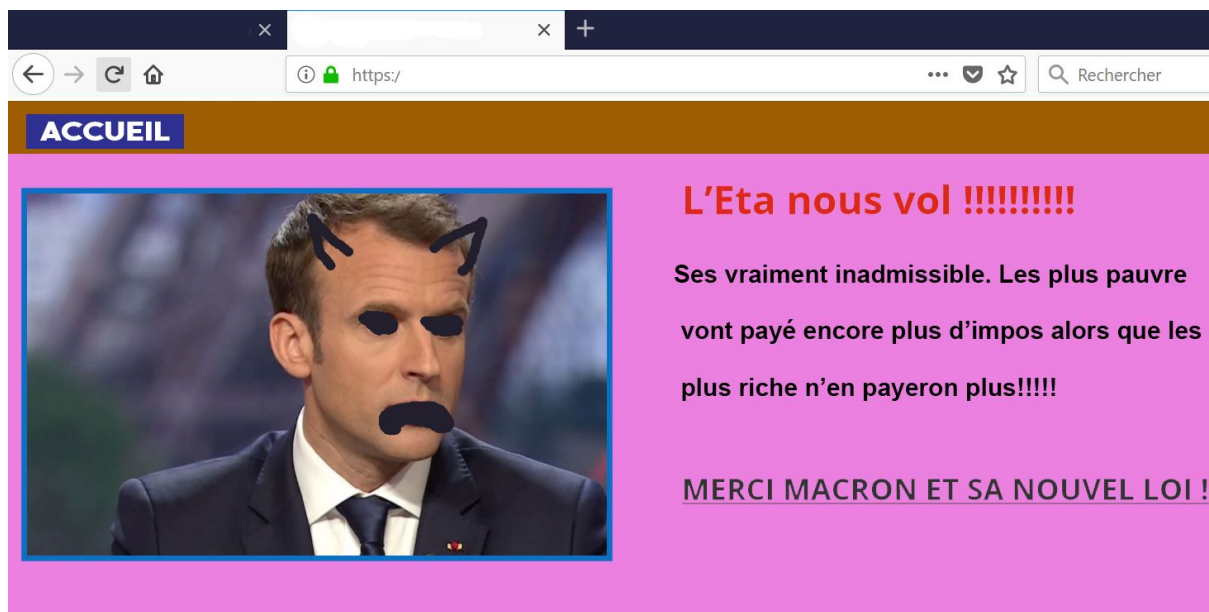 https:/
Rechercher
ACCUEIL
L’Eta nous vol !!!!!!!!!!
Ses vraiment inadmissible. Les plus pauvre
vont payé encore plus d’impos alors que les
plus riche n’en payeron plus!!!!!
MERCI MACRON ET SA NOUVEL LOI !